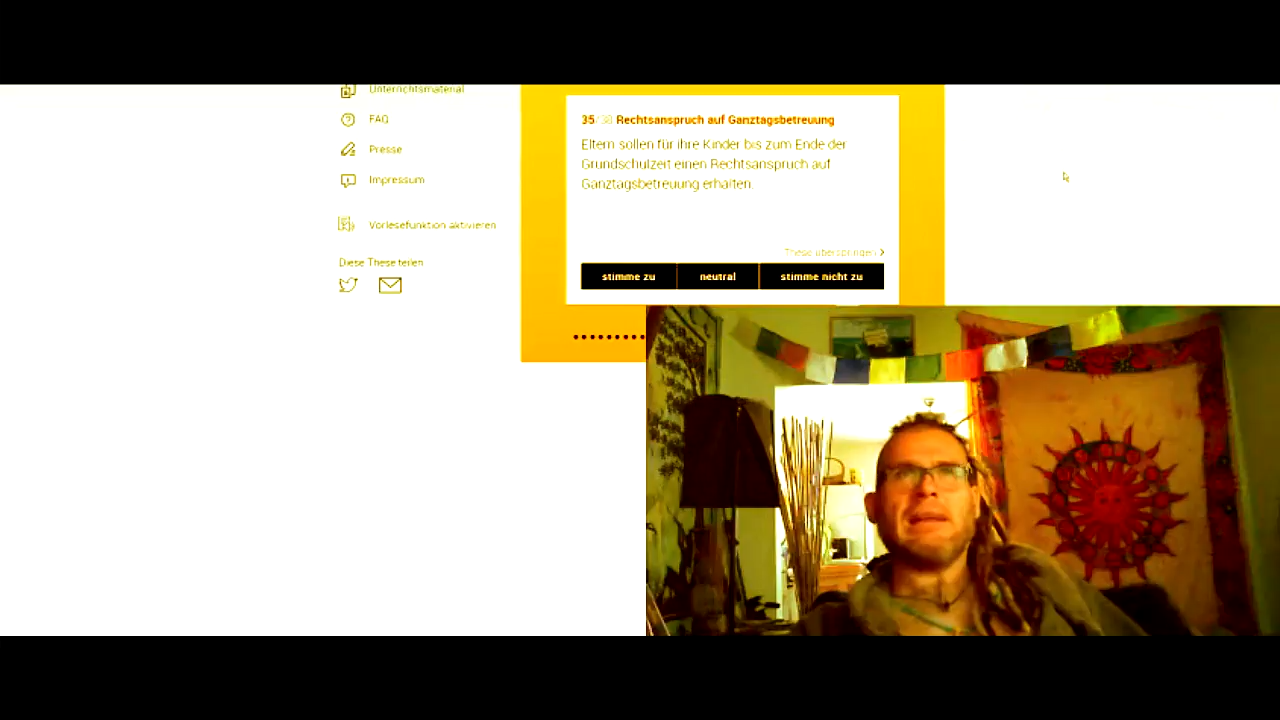 Unterrichtsmaterial
FAQ
Presse
Impressum
Vorlesefunktion aktivieren
Diese These teilen
35/38 Rechtsanspruch auf Ganztagsbetreuung
Eltern sollen für ihre Kinder bis zum Ende der
Grundschulzeit einen Rechtsanspruch auf
Ganztagsbetreuung erhalten.
These überspringen
stimme zu
neutral
stimme nicht zu